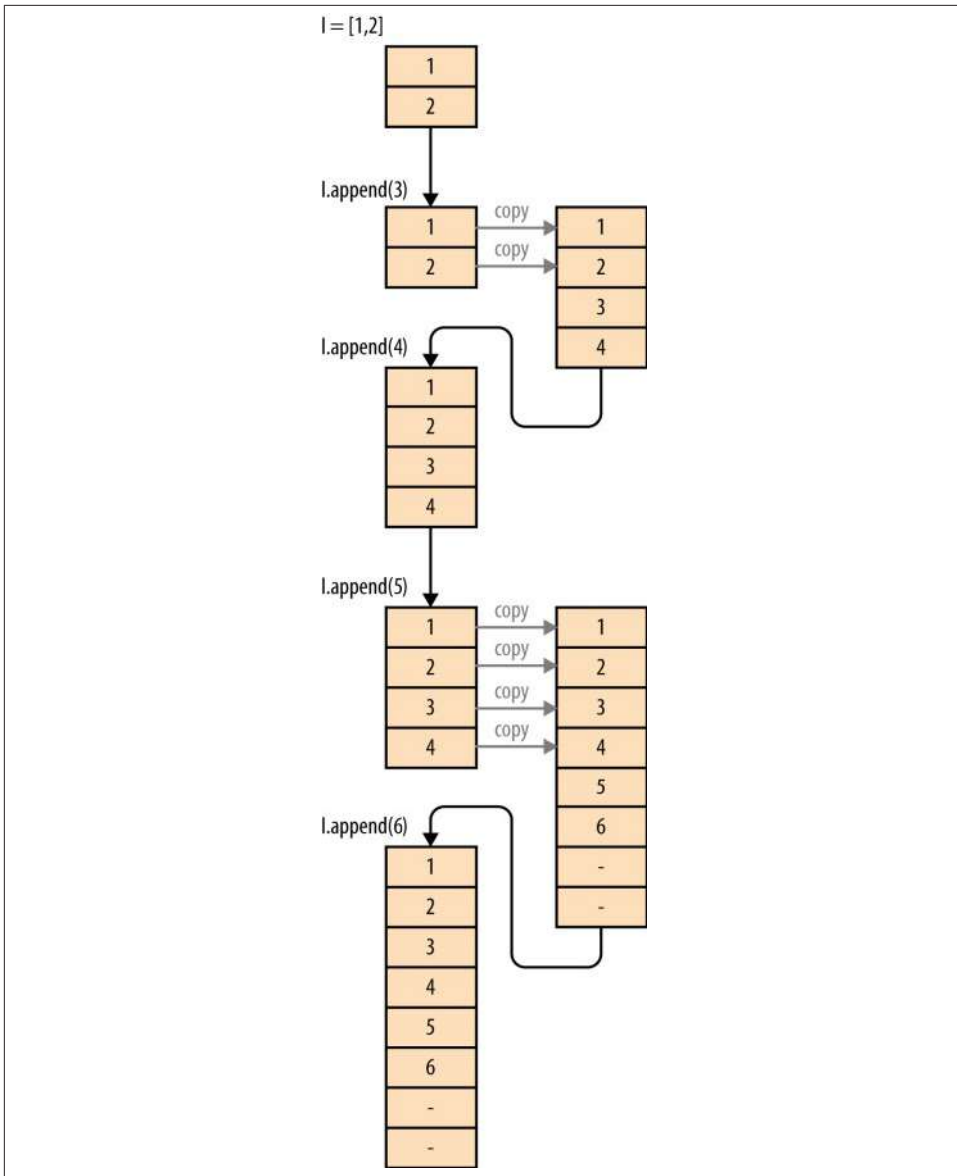 l = [1,2]
1
2
l.append(3)
1 copy 1
2 copy 2
3
4
l.append(4)
1
2
3
4
l.append(5)
1 copy 1
2 copy 2
3 copy 3
4 copy 4
5
6
-
-
l.append(6)
1
2
3
4
5
6
-
-